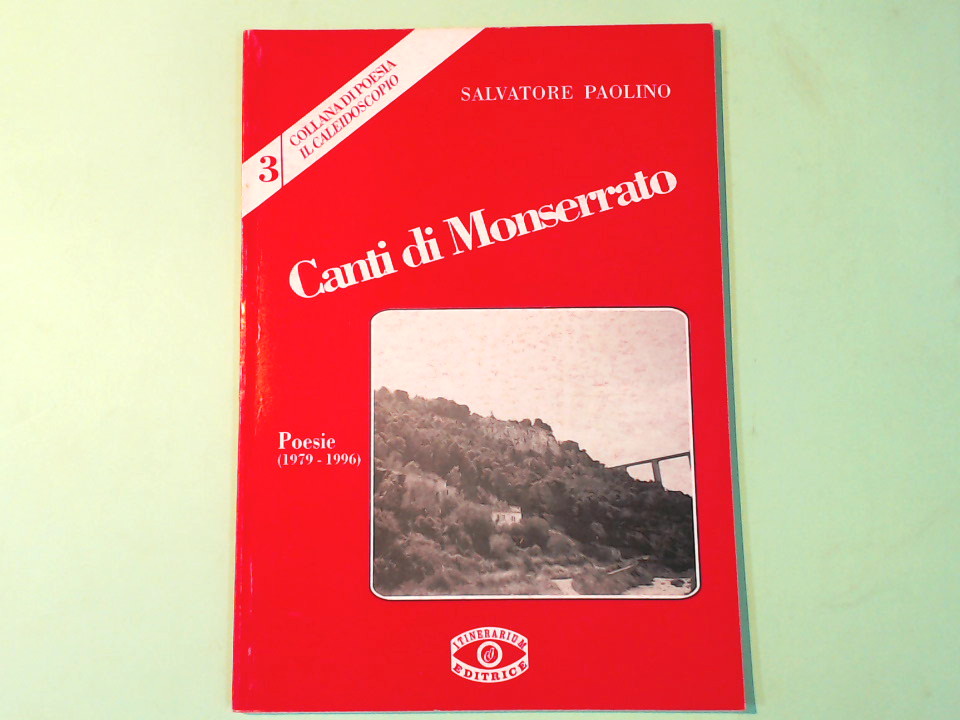 3
COLLANA DI POESIA
IL CALEIDOSCOPIO
SALVATORE PAOLINO
Canti di Monserrato
Poesie
(1979 - 1996)
ITINERARIUM
EDITRICE